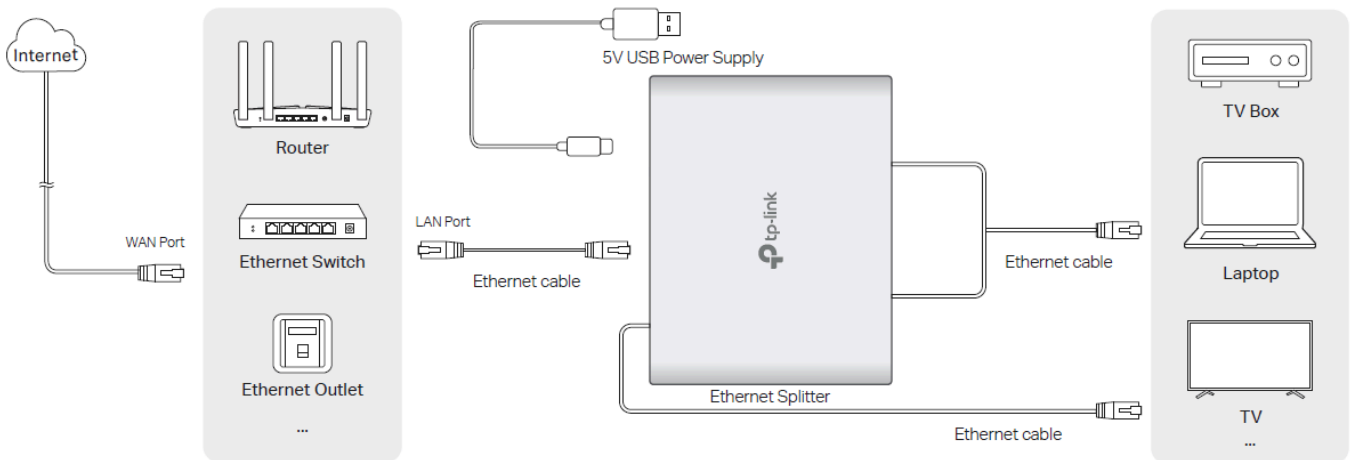 Internet
WAN Port
Router
Ethernet Switch
Ethernet Outlet
...
5V USB Power Supply
LAN Port
Ethernet cable
tp-link
Ethernet Splitter
Ethernet cable
Ethernet cable
TV Box
Laptop
TV
...